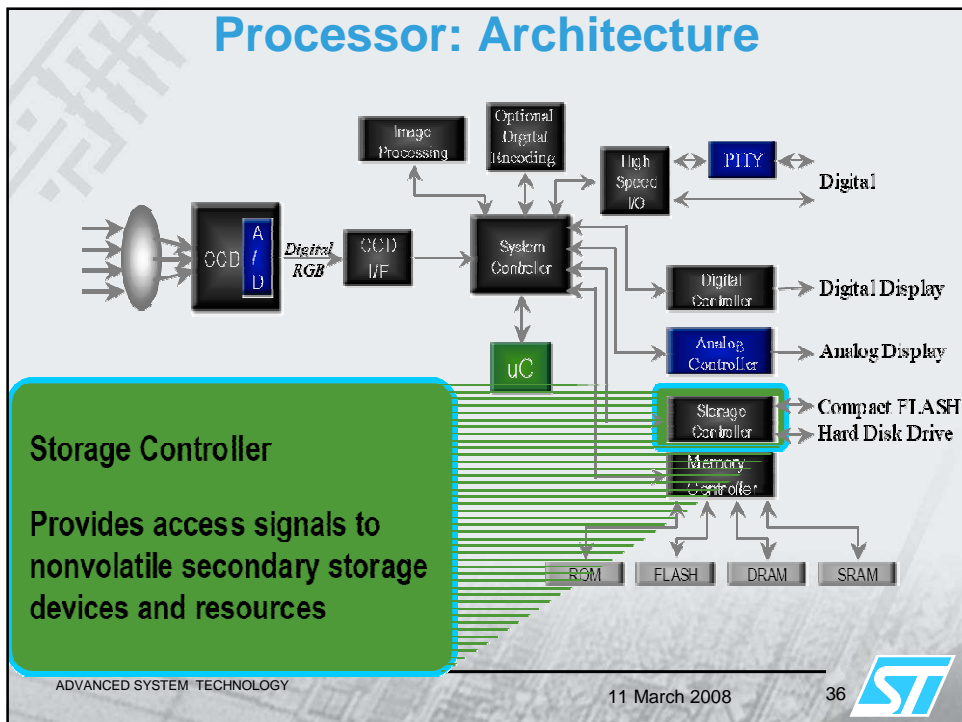 Processor: Architecture
Image
Processing
Optional
Digital
Encoding
High
Speed
I/O
PHY
Digital
CCD
A
/
D
Digital
RGB
CCD
I/F
System
Controller
Digital
Controller
Digital Display
uC
Analog
Controller
Analog Display
Storage
Controller
Compact FLASH
Hard Disk Drive
Memory
Controller
ROM
FLASH
DRAM
SRAM
Storage Controller
Provides access signals to
nonvolatile secondary storage
devices and resources
ADVANCED SYSTEM TECHNOLOGY
11 March 2008
36
ST